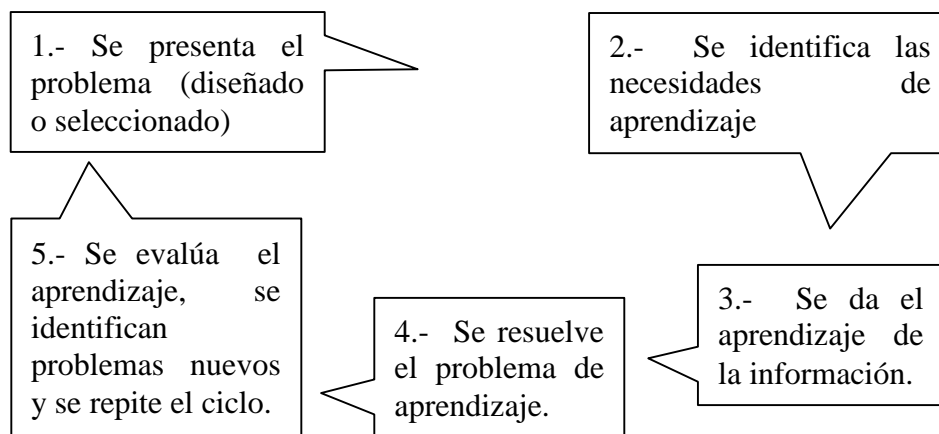 1.- Se presenta el
problema (diseñado
o seleccionado)
2.- Se identifica las
necesidades de
aprendizaje
3.- Se da el
aprendizaje de
la información.
4.- Se resuelve
el problema de
aprendizaje.
5.- Se evalúa el
aprendizaje, se
identifican
problemas nuevos
y se repite el ciclo.